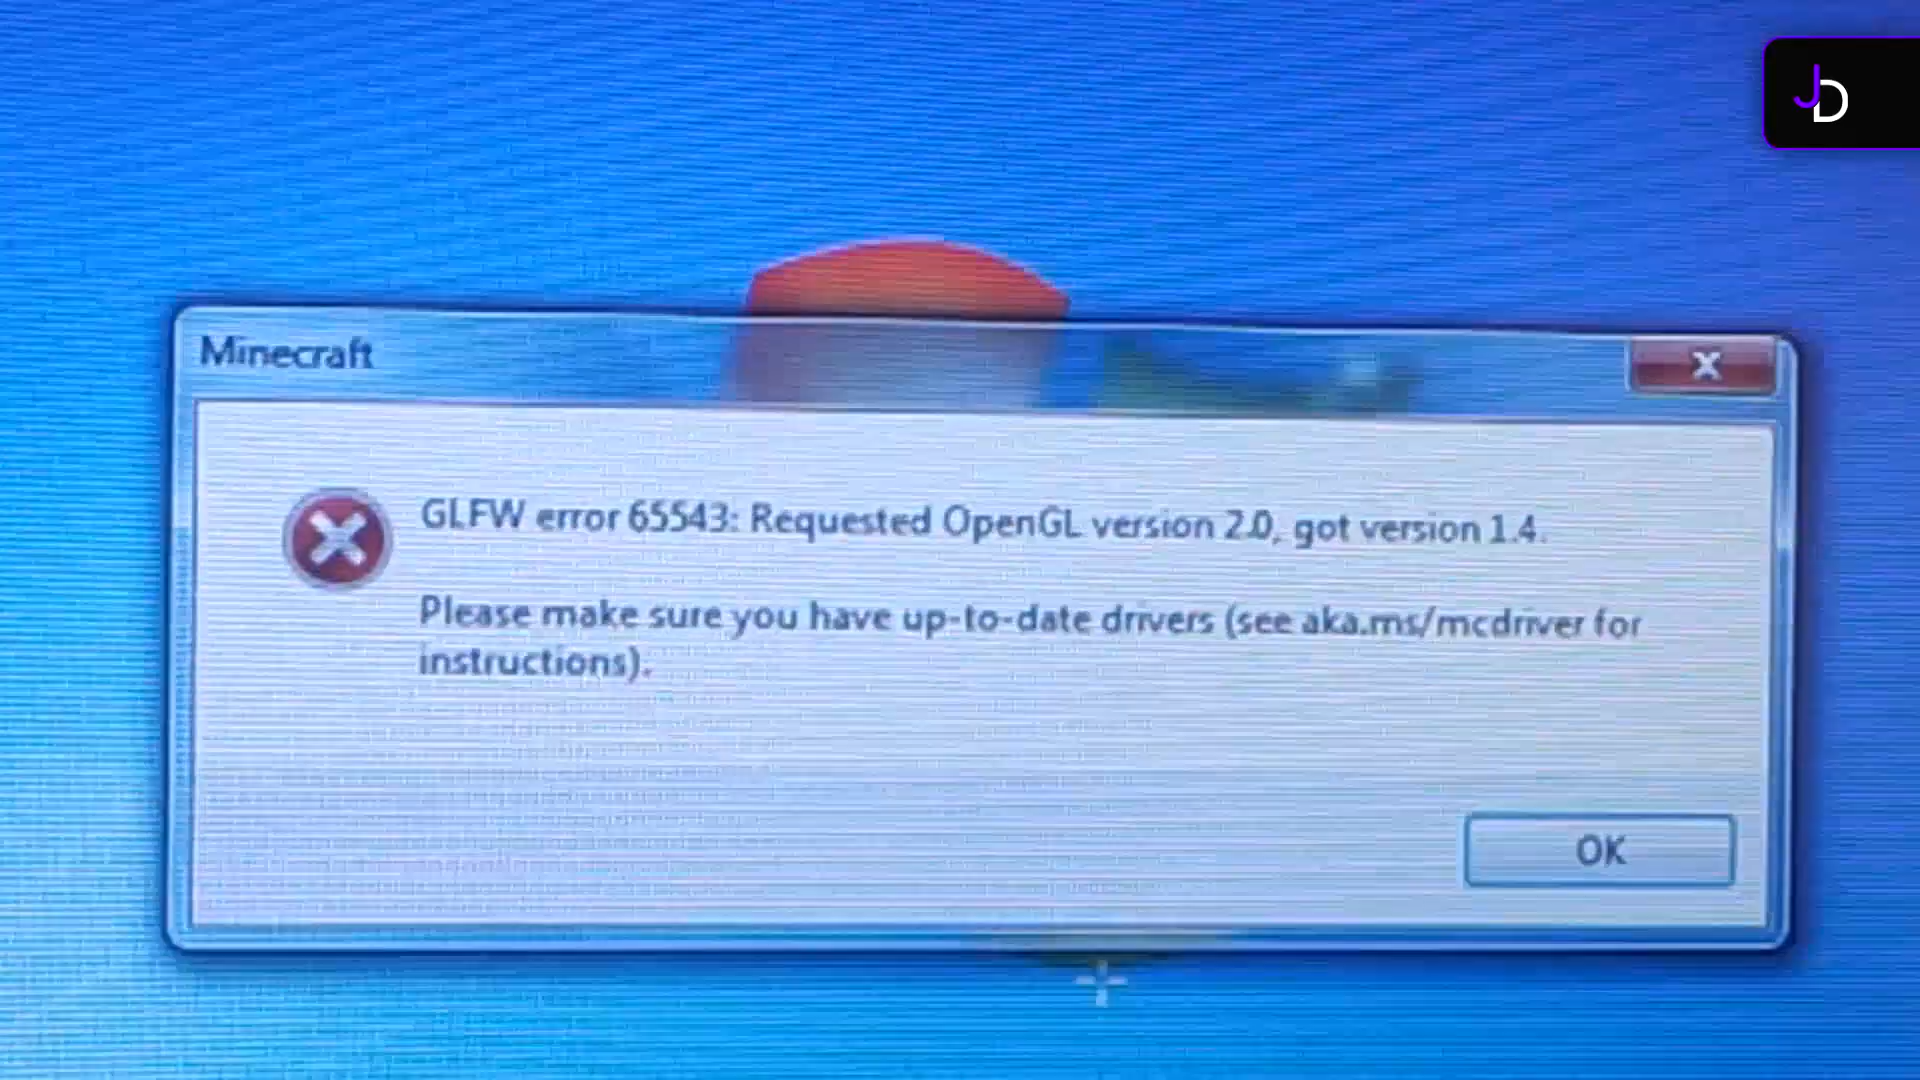 JD
Minecraft
GLFW error 65543: Requested OpenGL version 2.0, got version 1.4.
Please make sure you have up-to-date drivers (see aka.ms/mcdriver for
instructions).
OK